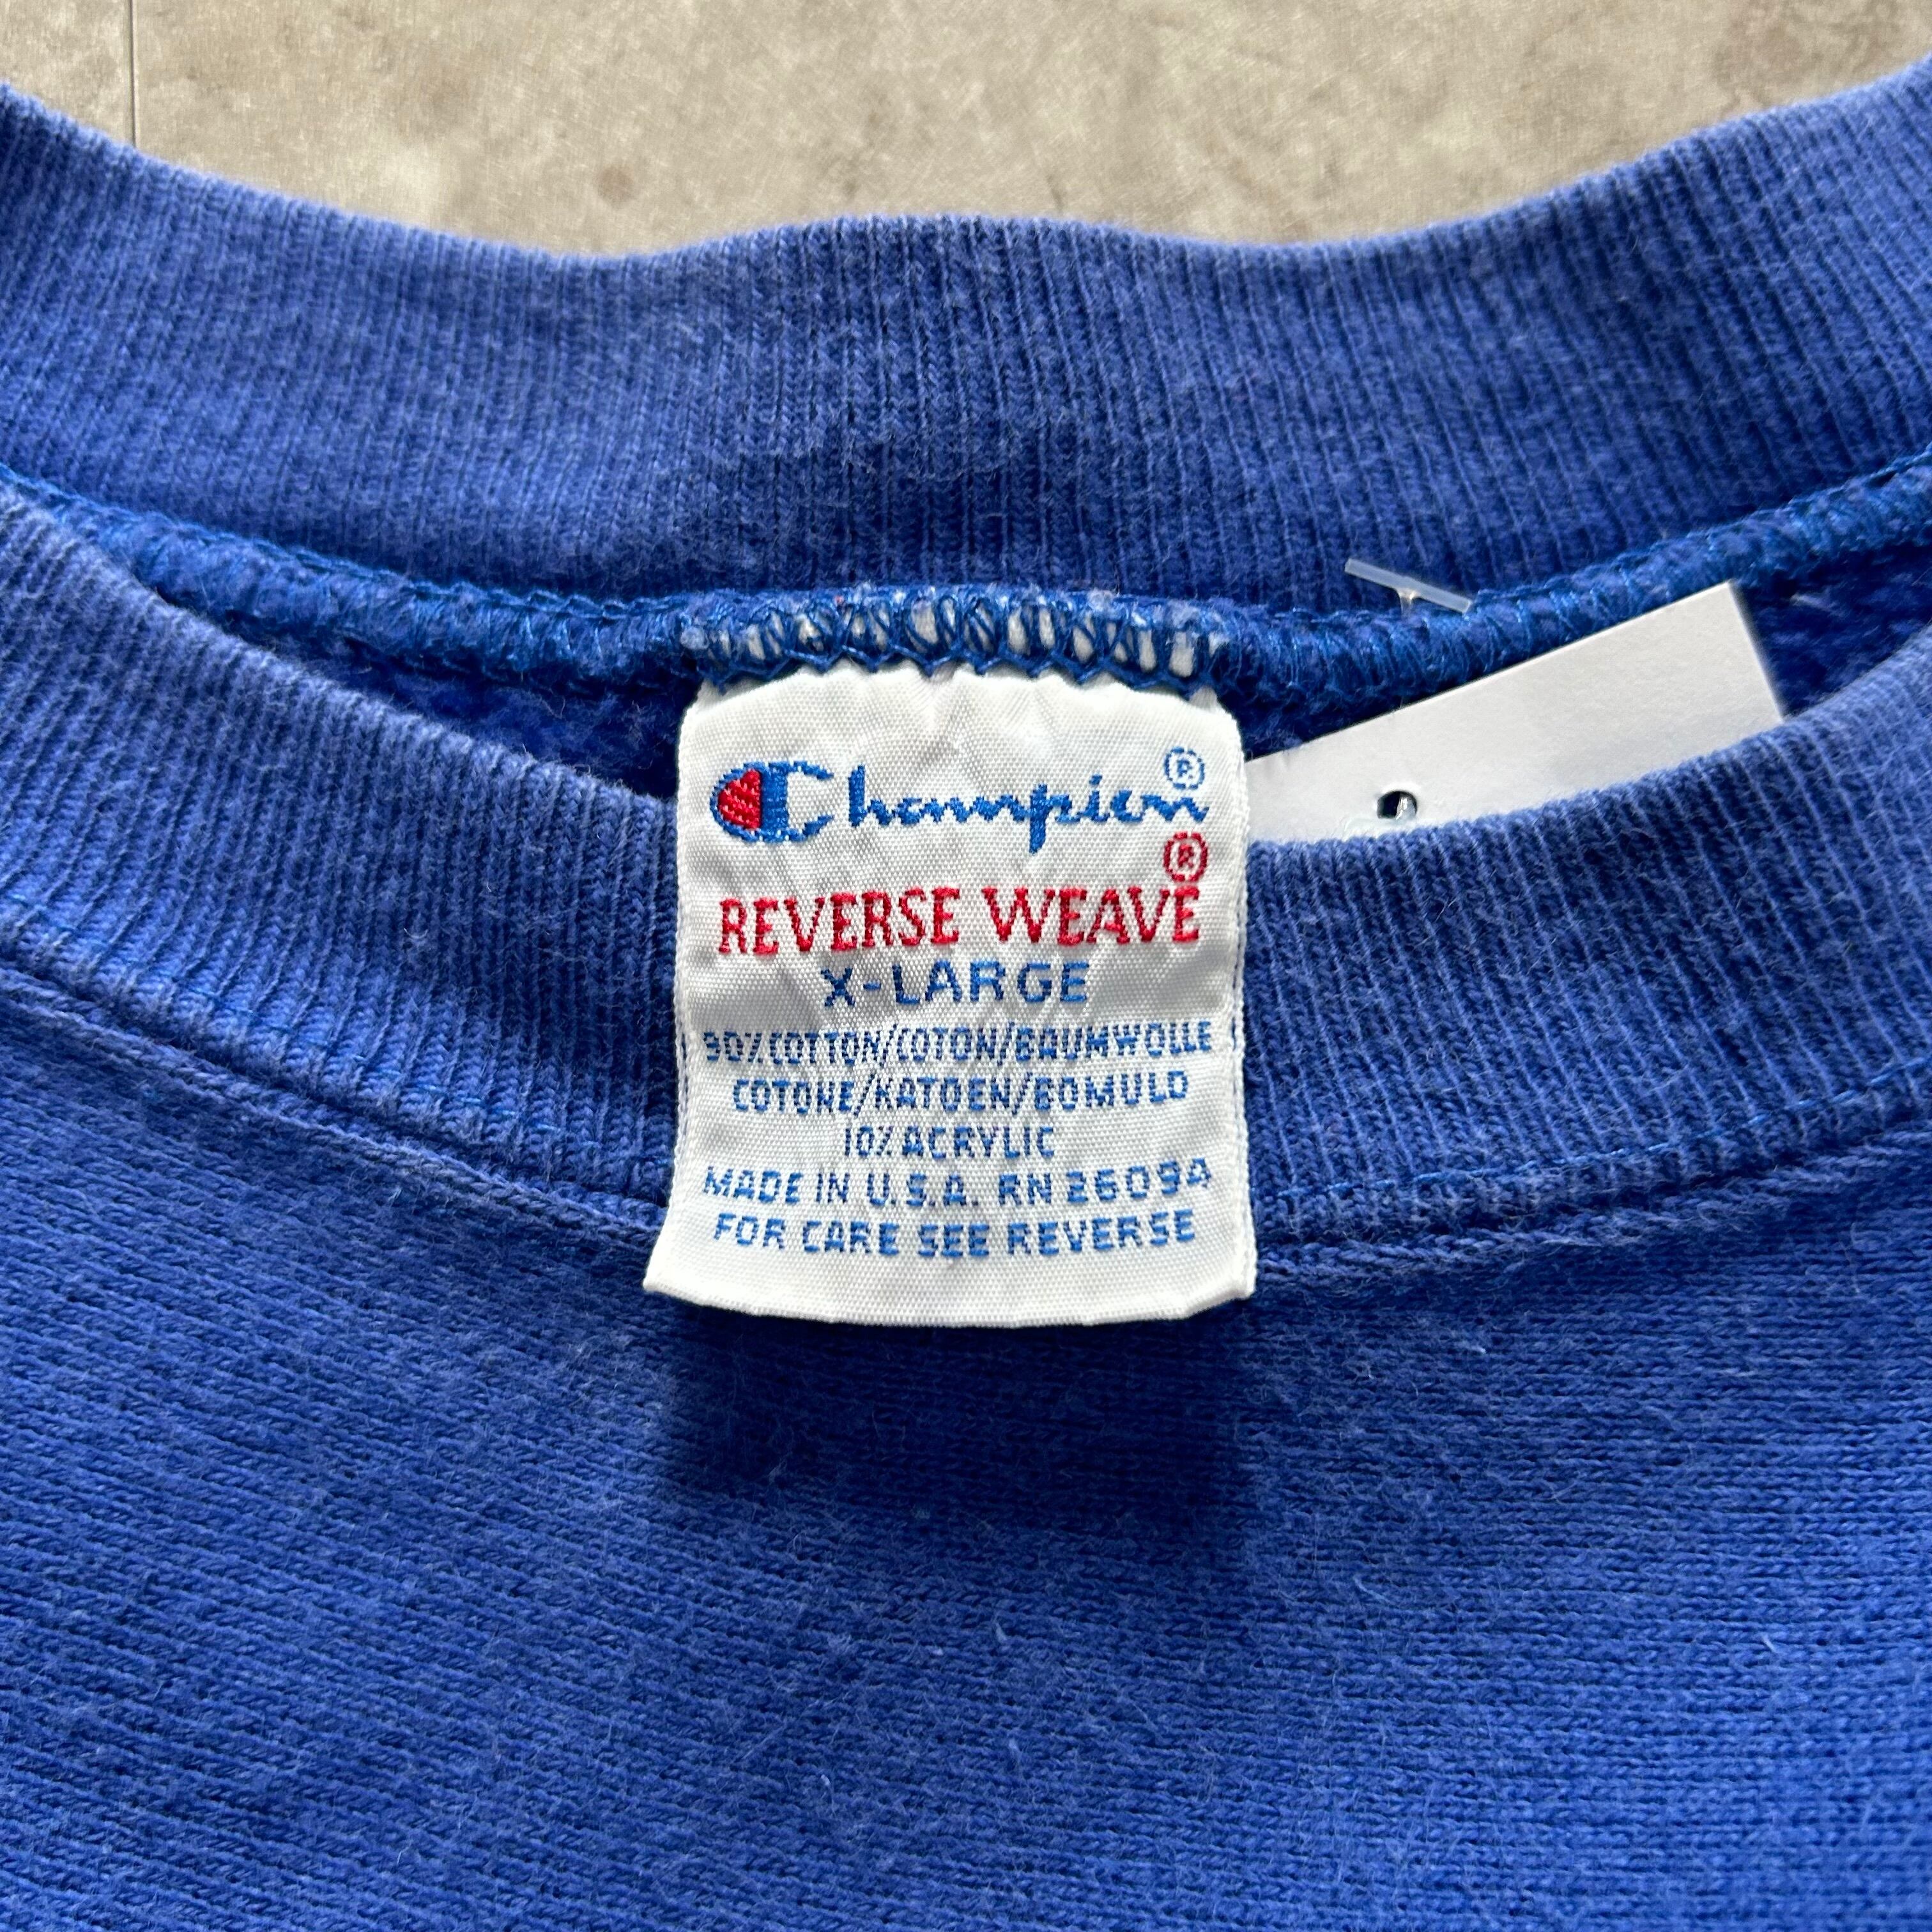 Champion®
REVERSE WEAVE®
X-LARGE
90% COTTON/COTON/BAUMWOLLE
COTONE/KATOEN/BOMULD
10% ACRYLIC
MADE IN U.S.A. RN 26094
FOR CARE SEE REVERSE